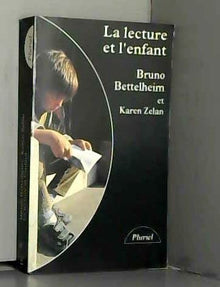 La lecture
et l'enfant
Bruno
Bettelheim
et
Karen Zelan
Pluriel